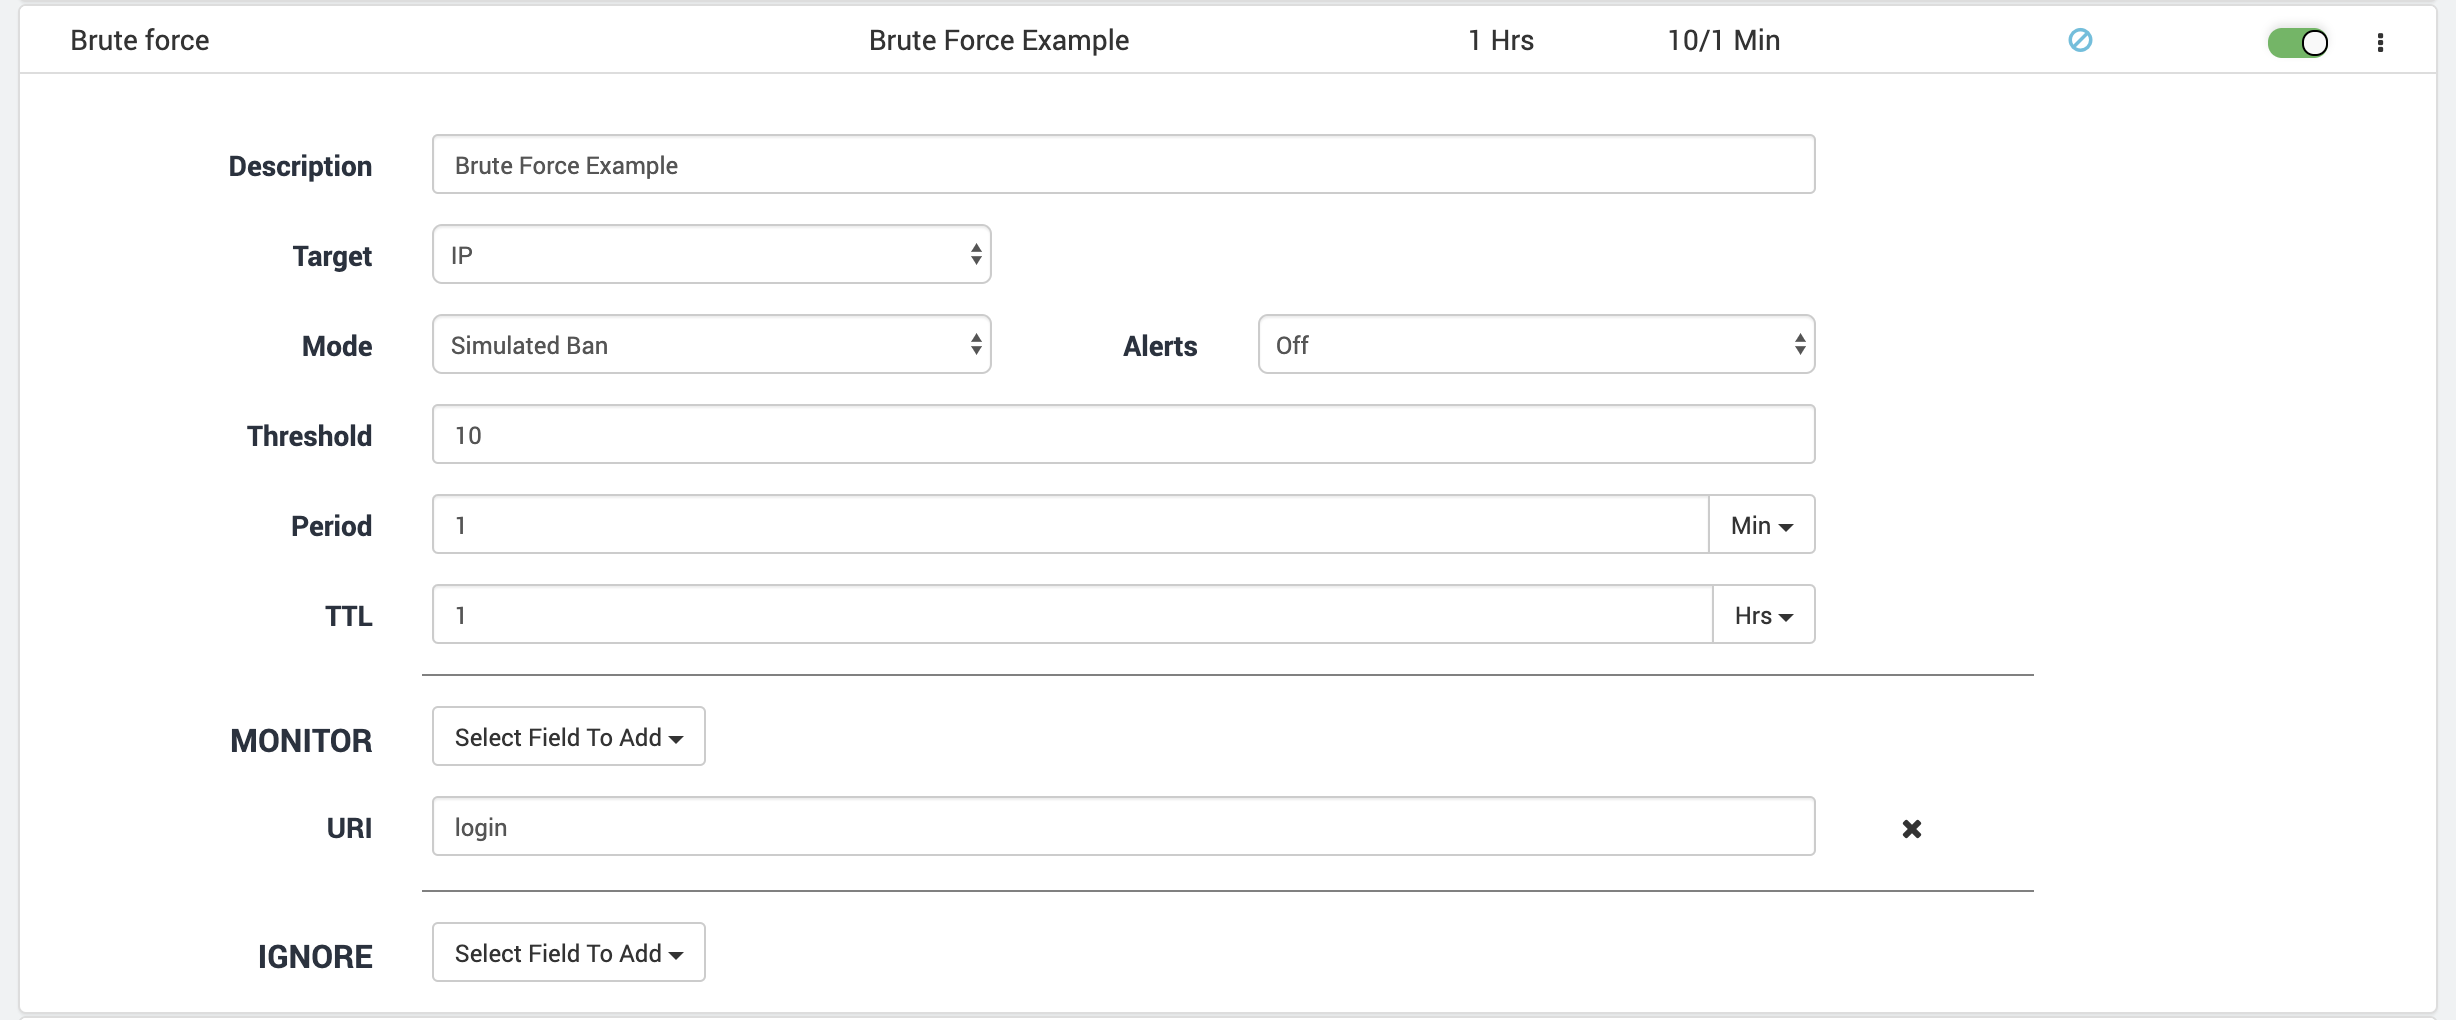 Brute force Brute Force Example 1 Hrs 10/1 Min
Description Brute Force Example
Target IP
Mode Simulated Ban Alerts Off
Threshold 10
Period 1 Min
TTL 1 Hrs
MONITOR Select Field To Add
URI login
IGNORE Select Field To Add